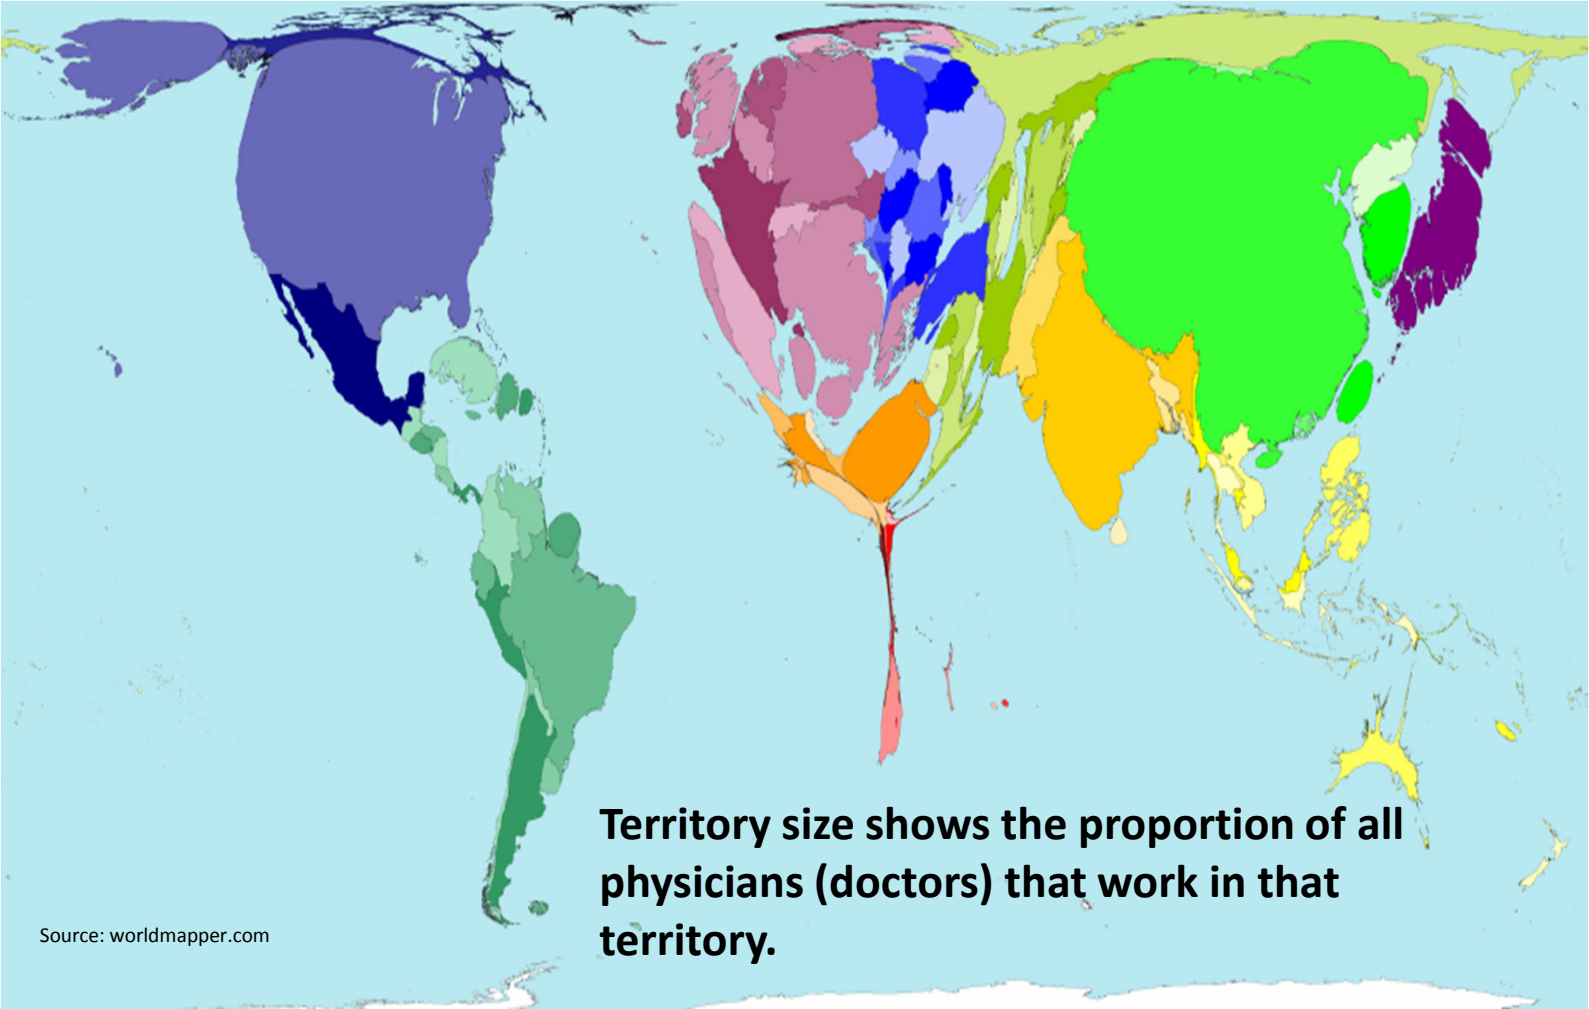 Territory size shows the proportion of all
physicians (doctors) that work in that
territory.
Source: worldmapper.com